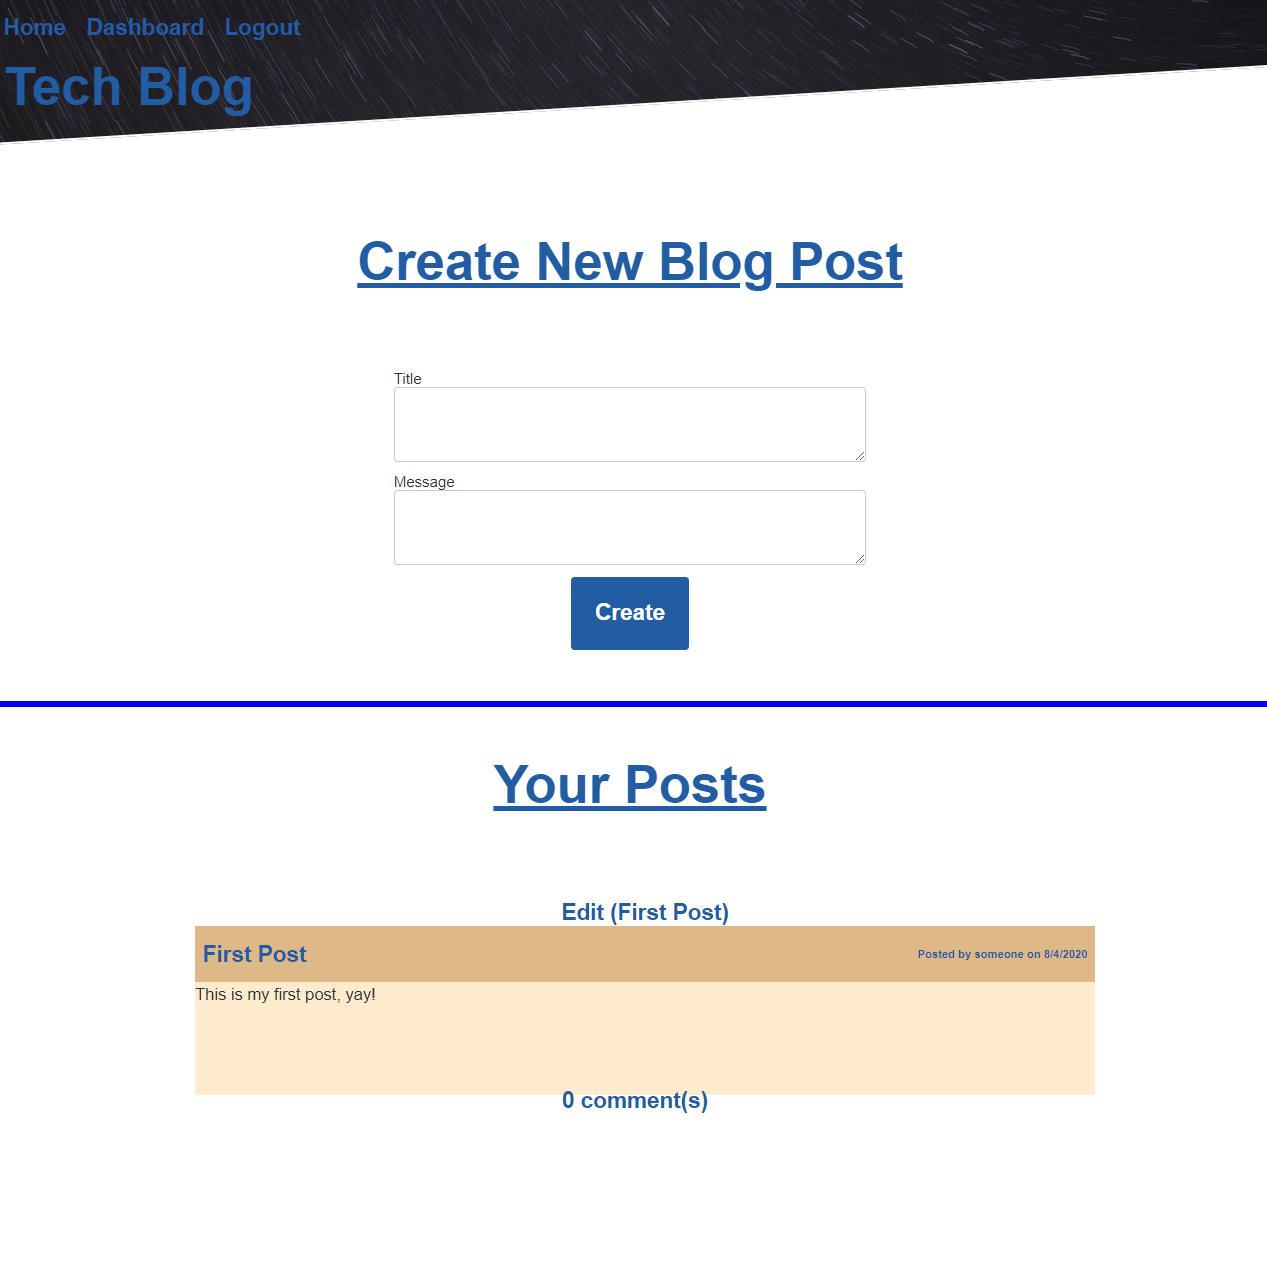 Home Dashboard Logout
Tech Blog
Create New Blog Post
Title
Message
Create
Your Posts
Edit (First Post)
First Post Posted by someone on 8/4/2020
This is my first post, yay!
0 comment(s)